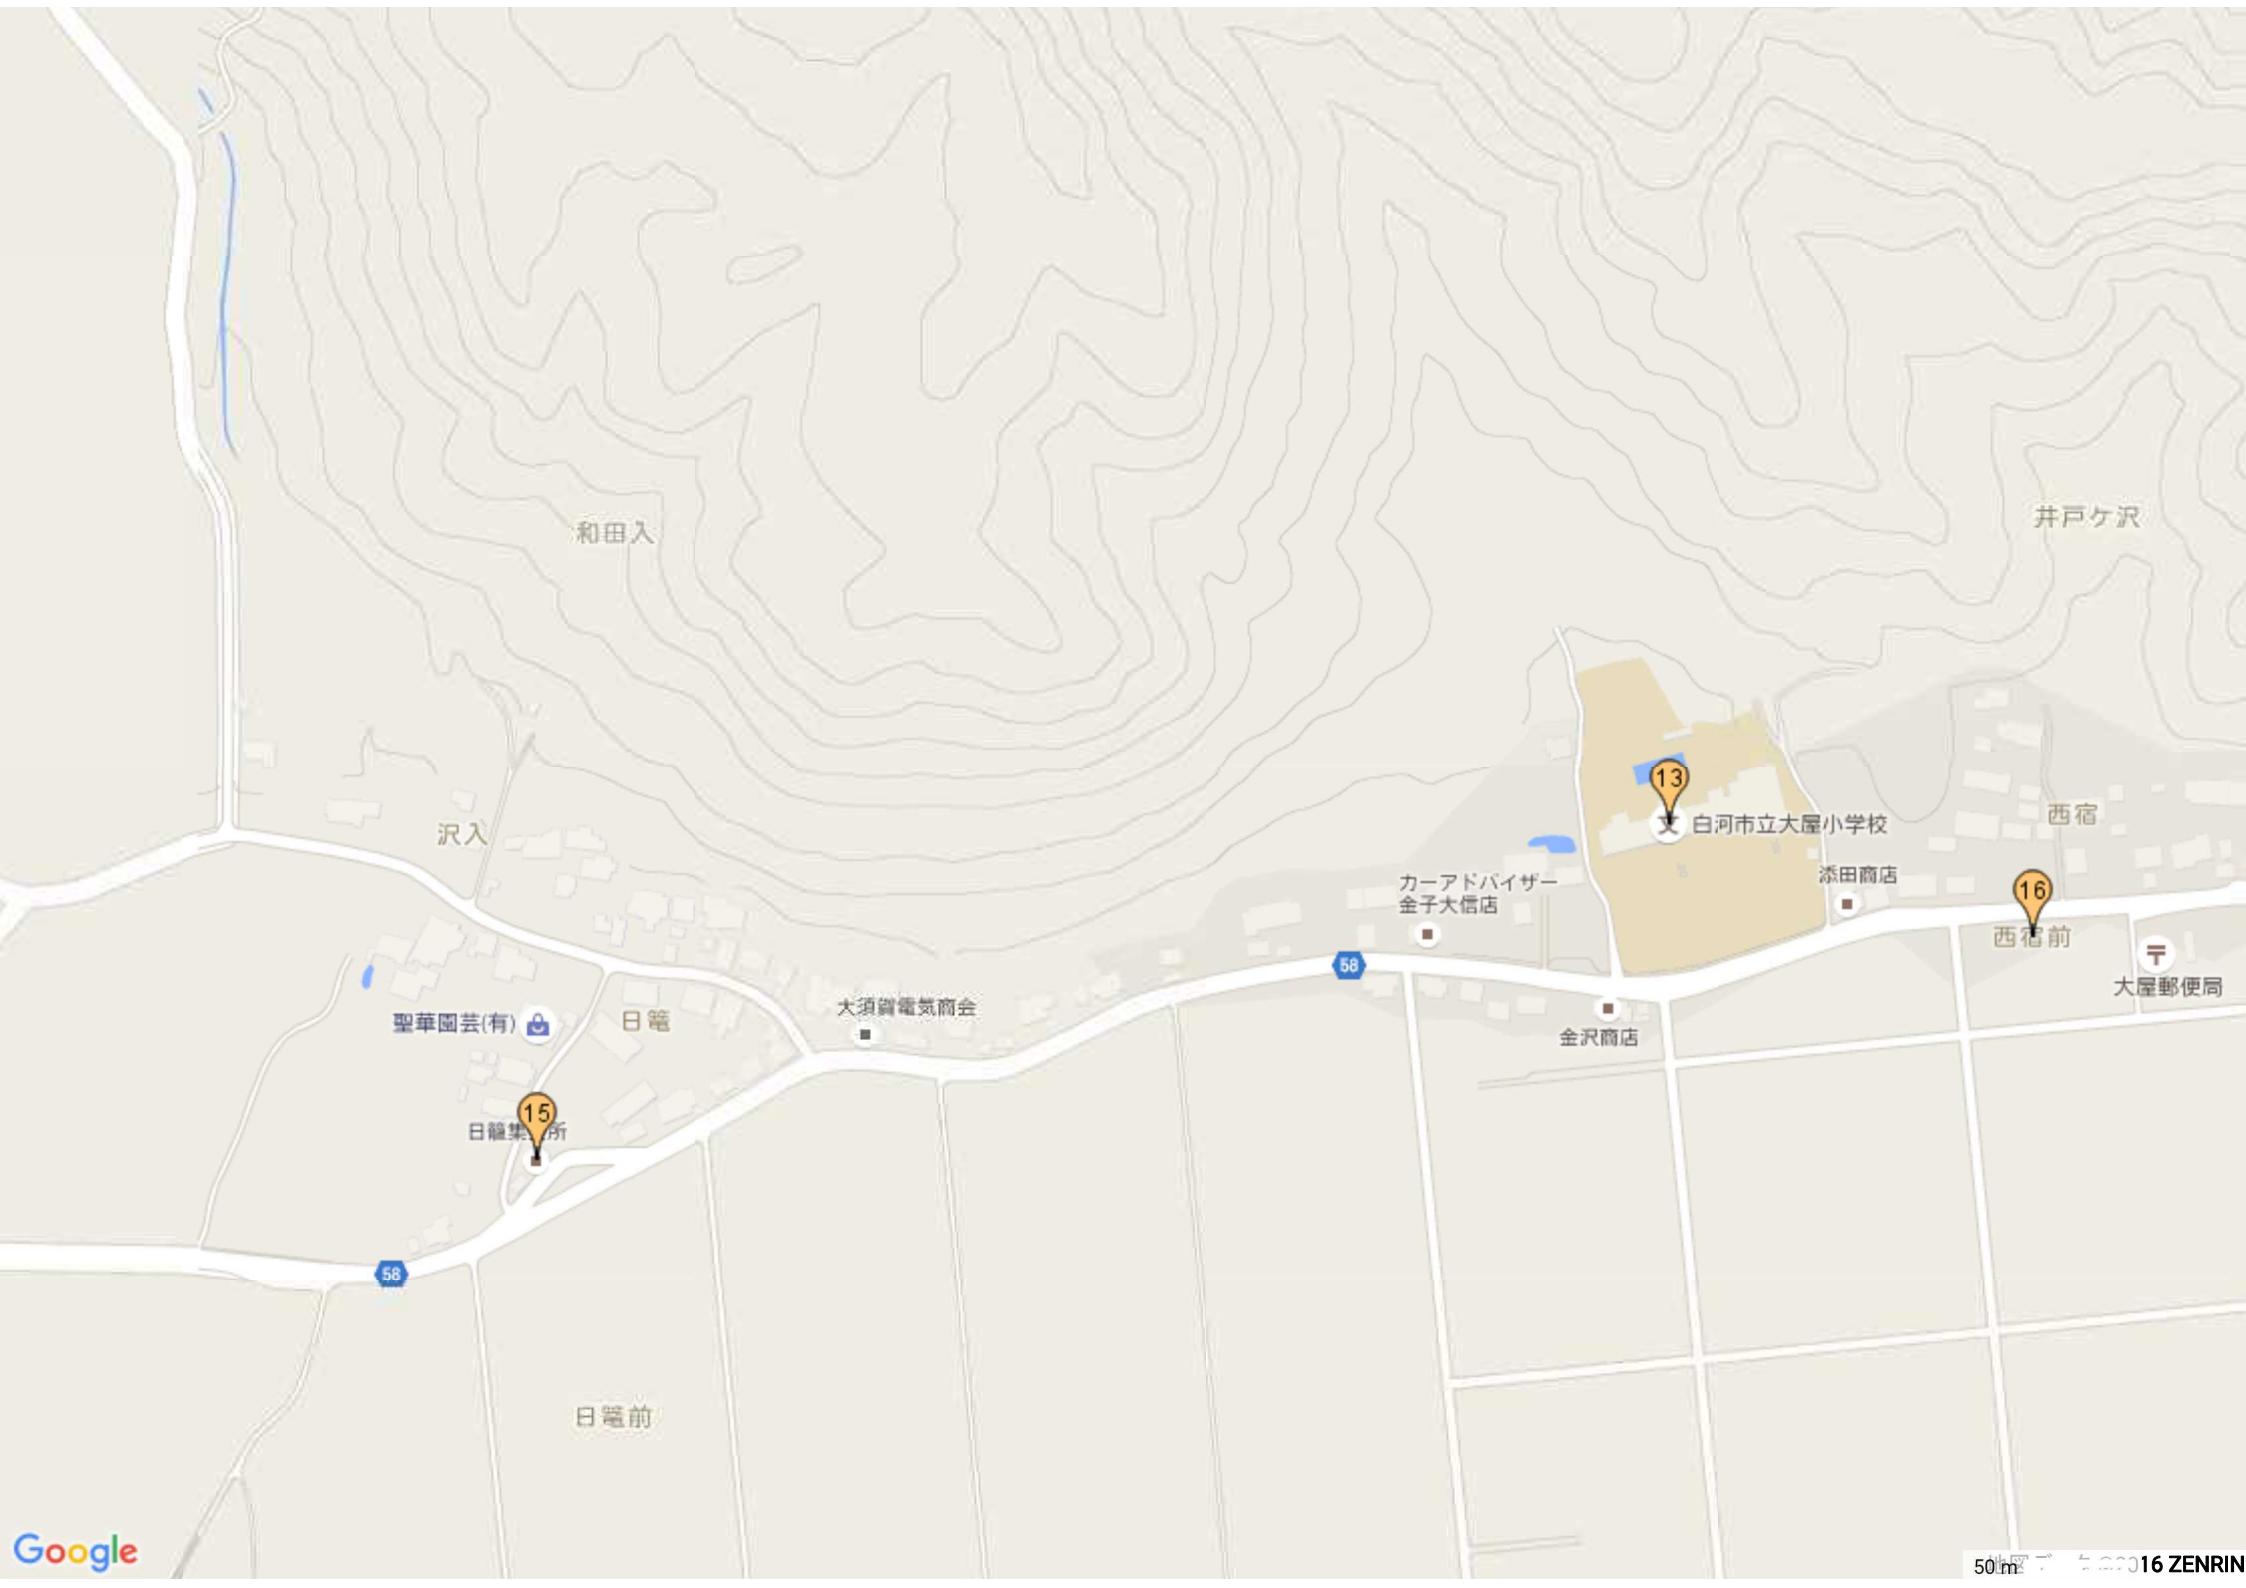 和田入
井戸ケ沢
13
白河市立大屋小学校
西宿
沢入
カーアドバイザー
金子大信店
添田商店
16
西宿前
58
大屋郵便局
大須賀電気商会
聖華園芸(有)
日篭
金沢商店
15
58
日篭前
Google
50 m
16 ZENRIN